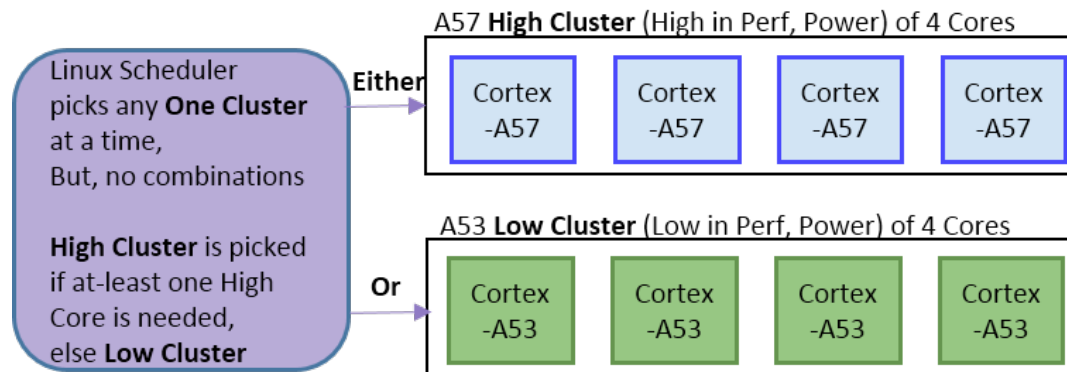 Linux Scheduler
picks any One Cluster
at a time,
But, no combinations
High Cluster is picked
if at-least one High
Core is needed,
else Low Cluster
Either
Or
A57 High Cluster (High in Perf, Power) of 4 Cores
Cortex
-A57
Cortex
-A57
Cortex
-A57
Cortex
-A57
A53 Low Cluster (Low in Perf, Power) of 4 Cores
Cortex
-A53
Cortex
-A53
Cortex
-A53
Cortex
-A53